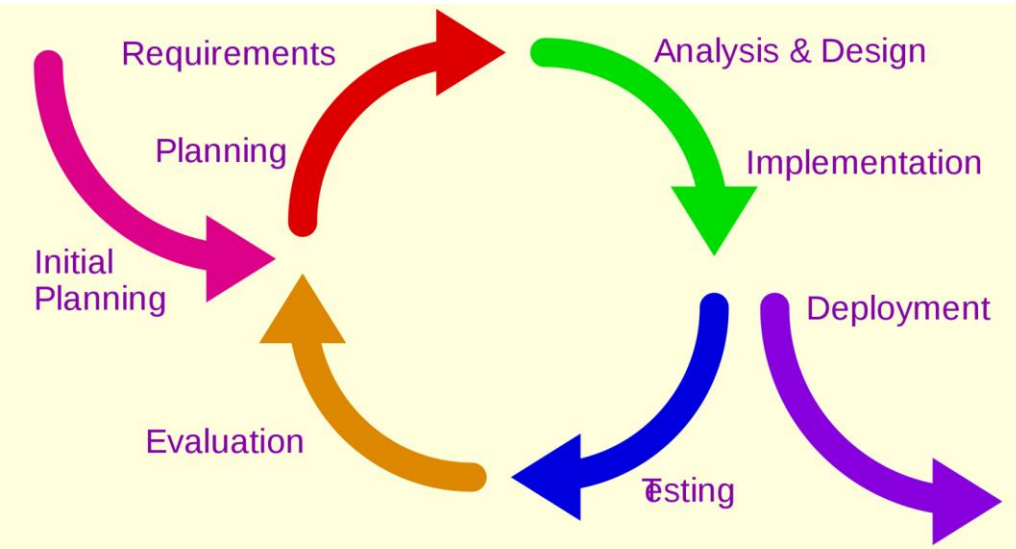 Requirements
Analysis & Design
Planning
Implementation
Initial
Planning
Deployment
Evaluation
Testing